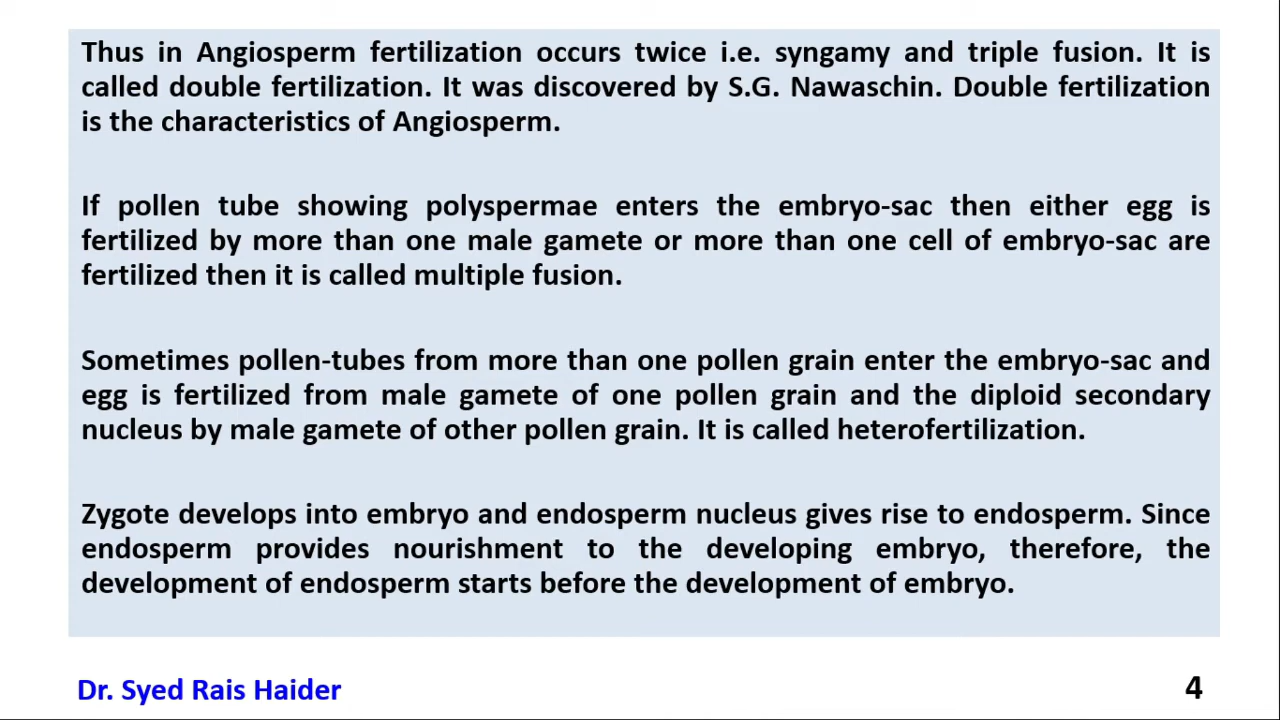 Thus in Angiosperm fertilization occurs twice i.e. syngamy and triple fusion. It is
called double fertilization. It was discovered by S.G. Nawaschin. Double fertilization
is the characteristics of Angiosperm.
If pollen tube showing polyspermae enters the embryo-sac then either egg is
fertilized by more than one male gamete or more than one cell of embryo-sac are
fertilized then it is called multiple fusion.
Sometimes pollen-tubes from more than one pollen grain enter the embryo-sac and
egg is fertilized from male gamete of one pollen grain and the diploid secondary
nucleus by male gamete of other pollen grain. It is called heterofertilization.
Zygote develops into embryo and endosperm nucleus gives rise to endosperm. Since
endosperm provides nourishment to the developing embryo, therefore, the
development of endosperm starts before the development of embryo.
Dr. Syed Rais Haider
4